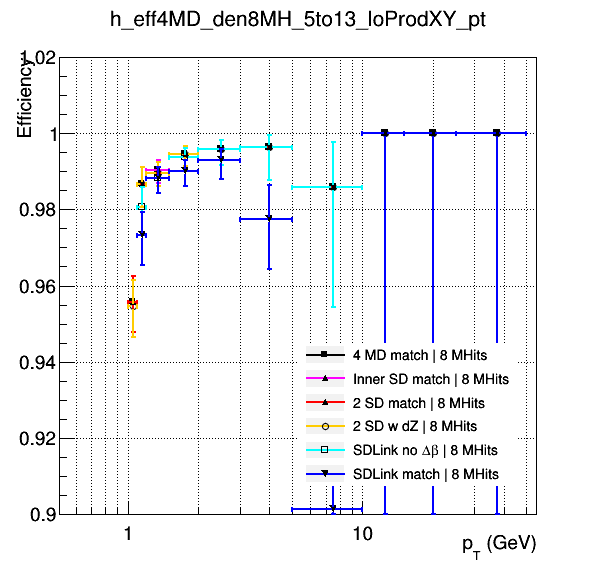 h_eff4MD_den8MH_5to13_loProdXY_pt
Efficiency
1.02
1
0.98
0.96
0.94
0.92
0.9
4 MD match | 8 MHits
Inner SD match | 8 MHits
2 SD match | 8 MHits
2 SD w dZ | 8 MHits
SDLink no Δβ | 8 MHits
SDLink match | 8 MHits
1
10
p_T (GeV)